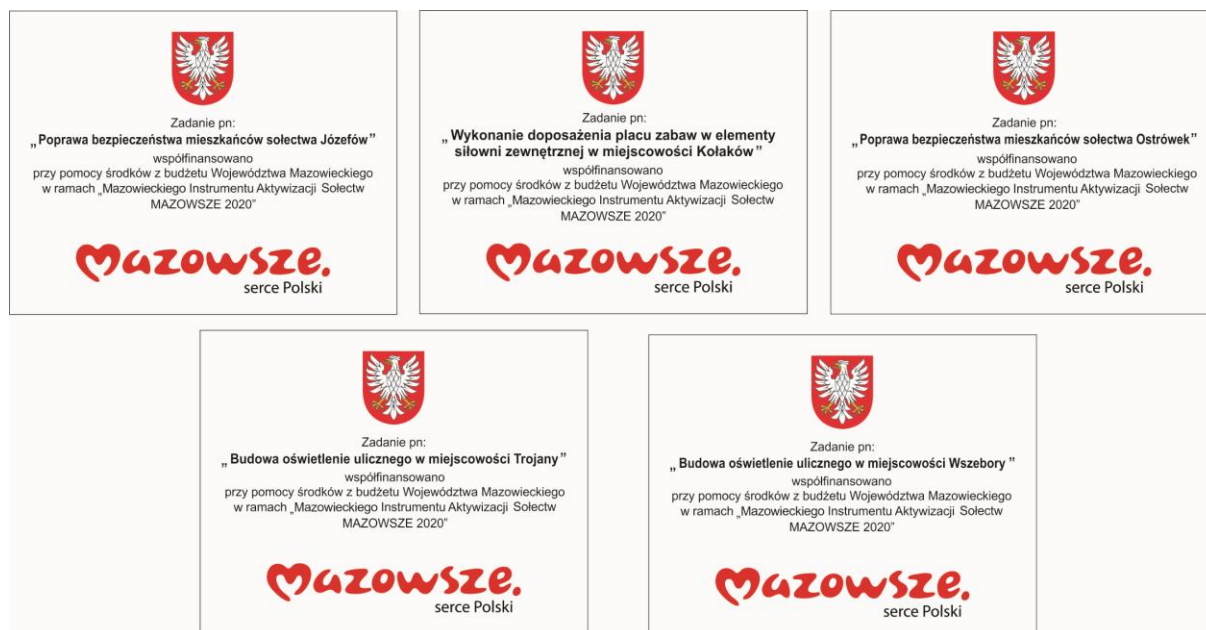 Zadanie pn:
„Poprawa bezpieczeństwa mieszkańców sołectwa Józefów”
współfinansowano
przy pomocy środków z budżetu Województwa Mazowieckiego
w ramach „Mazowieckiego Instrumentu Aktywizacji Sołectw
MAZOWSZE 2020”
Mazowsze.
serce Polski
Zadanie pn:
„Wykonanie doposażenia placu zabaw w elementy
siłowni zewnętrznej w miejscowości Kołaków”
współfinansowano
przy pomocy środków z budżetu Województwa Mazowieckiego
w ramach „Mazowieckiego Instrumentu Aktywizacji Sołectw
MAZOWSZE 2020”
Mazowsze.
serce Polski
Zadanie pn:
„Poprawa bezpieczeństwa mieszkańców sołectwa Ostrówek”
współfinansowano
przy pomocy środków z budżetu Województwa Mazowieckiego
w ramach „Mazowieckiego Instrumentu Aktywizacji Sołectw
MAZOWSZE 2020”
Mazowsze.
serce Polski
Zadanie pn:
„Budowa oświetlenie ulicznego w miejscowości Trojany”
współfinansowano
przy pomocy środków z budżetu Województwa Mazowieckiego
w ramach „Mazowieckiego Instrumentu Aktywizacji Sołectw
MAZOWSZE 2020”
Mazowsze.
serce Polski
Zadanie pn:
„Budowa oświetlenie ulicznego w miejscowości Wszebory”
współfinansowano
przy pomocy środków z budżetu Województwa Mazowieckiego
w ramach „Mazowieckiego Instrumentu Aktywizacji Sołectw
MAZOWSZE 2020”
Mazowsze.
serce Polski